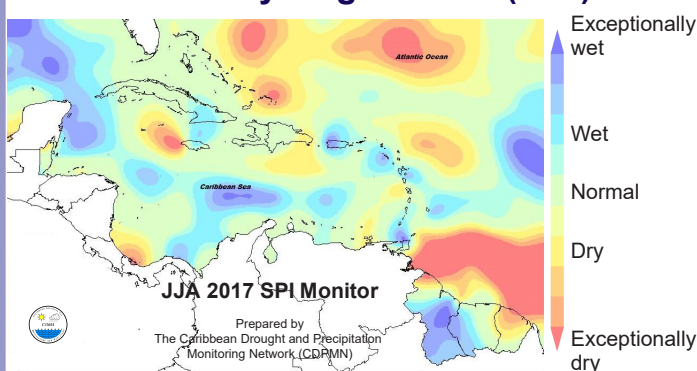 Exceptionally
wet
Atlantic Ocean
Wet
Caribbean Sea
Normal
Dry
JJA 2017 SPI Monitor
Prepared by
The Caribbean Drought and Precipitation
Monitoring Network (CDPMN)
CIMH
Exceptionally
dry